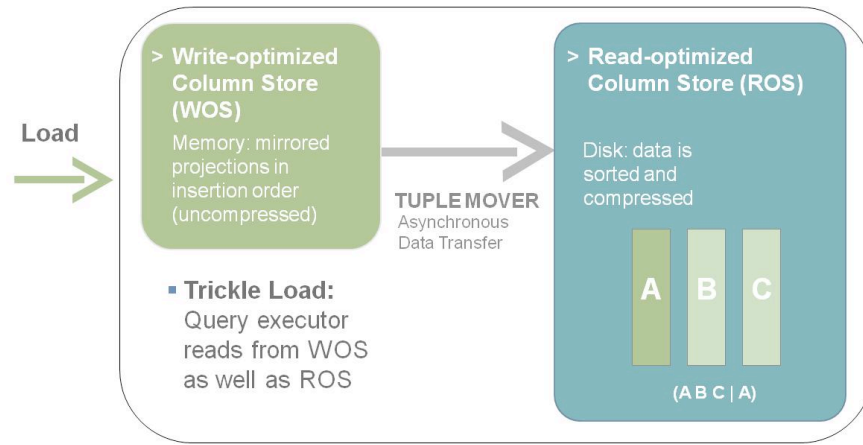 Load
> Write-optimized
Column Store
(WOS)
Memory: mirrored
projections in
insertion order
(uncompressed)
TUPLE MOVER
Asynchronous
Data Transfer
▪ Trickle Load:
Query executor
reads from WOS
as well as ROS
> Read-optimized
Column Store (ROS)
Disk: data is
sorted and
compressed
A B C
(A B C | A)